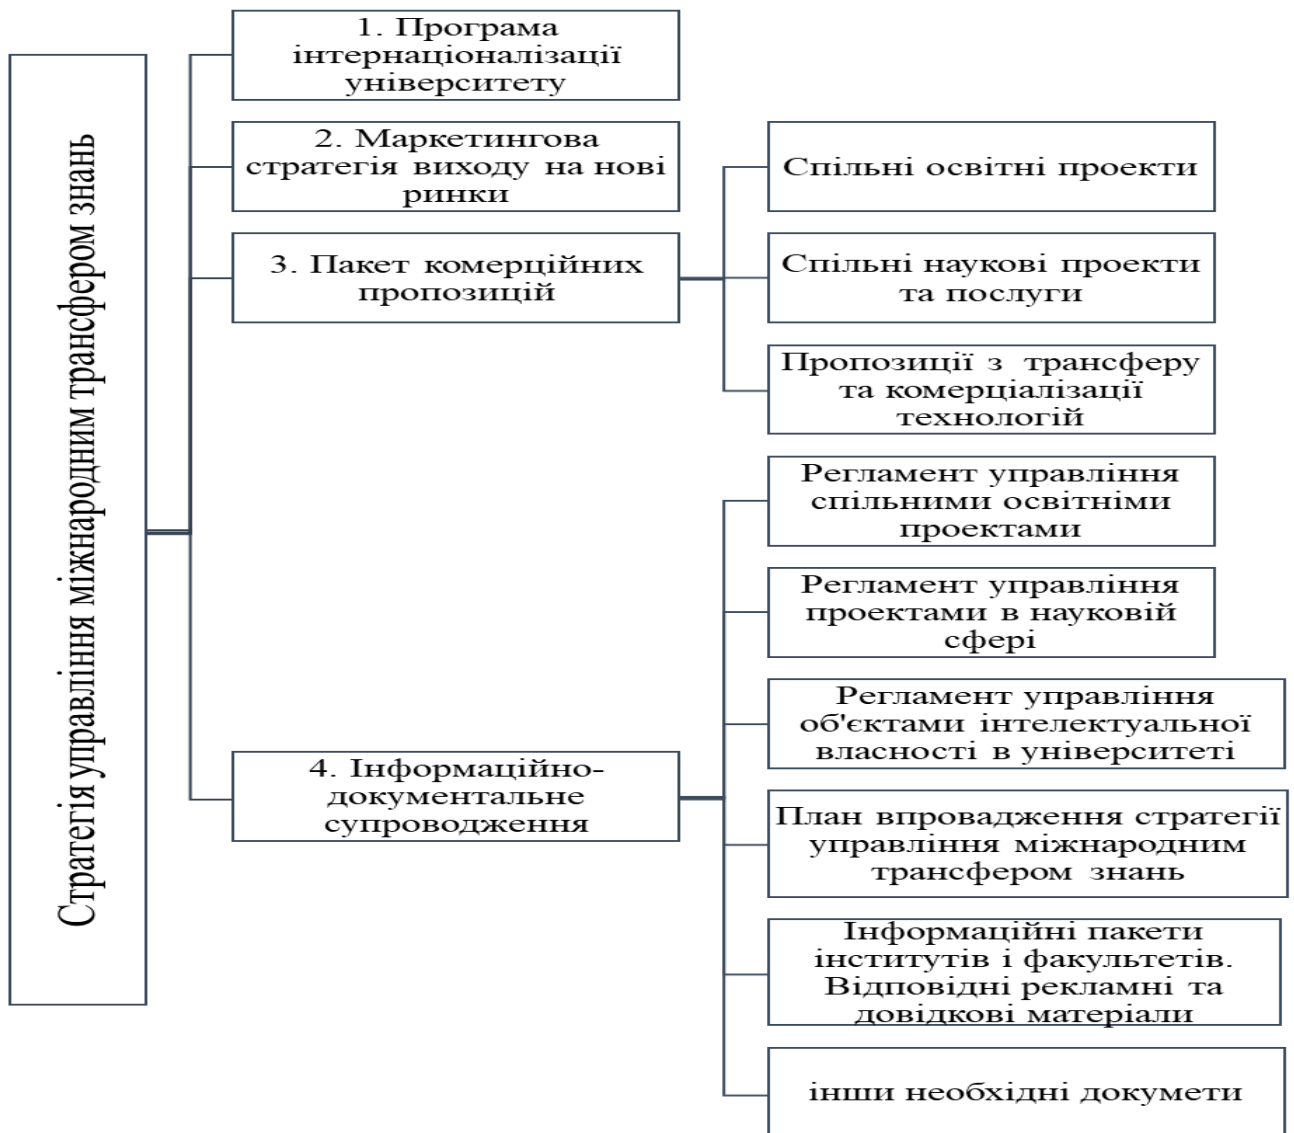 Стратегія управління міжнародним трансфером знань
1. Програма
інтернаціоналізації
університету
2. Маркетингова
стратегія виходу на нові
ринки
3. Пакет комерційних
пропозицій
Спільні освітні проекти
Спільні наукові проекти
та послуги
Пропозиції з трансферу
та комерціалізації
технологій
4. Інформаційно-
документальне
супроводження
Регламент управління
спільними освітніми
проектами
Регламент управління
проектами в науковій
сфері
Регламент управління
об'єктами інтелектуальної
власності в університеті
План впровадження стратегії
управління міжнародним
трансфером знань
Інформаційні пакети
інститутів і факультетів.
Відповідні рекламні та
довідкові матеріали
інши необхідні докумети